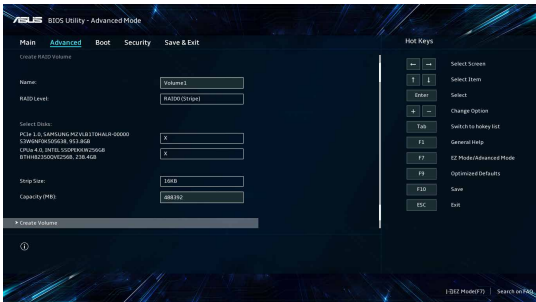 ASUS BIOS Utility - Advanced Mode
Main Advanced Boot Security Save & Exit
Hot Keys
Create RAID Volume
Name: Volume1
RAID Level: RAID0 (Stripe)
Select Disks:
PCIe 1.0, SAMSUNG MZVLB1T0HALR-00000
S3W6NF0K505638, 953.8GB X
CPUa 4.0, INTEL SSDPEKKW256G8
BTHH82350QVE256B, 238.4GB X
Strip Size: 16KB
Capacity (MB): 488392
Create Volume
← → Select Screen
↑ ↓ Select Item
Enter Select
+ − Change Option
Tab Switch to hokey list
F1 General Help
F7 EZ Mode/Advanced Mode
F9 Optimized Defaults
F10 Save
ESC Exit
EZ Mode(F7) | Search on FAQ